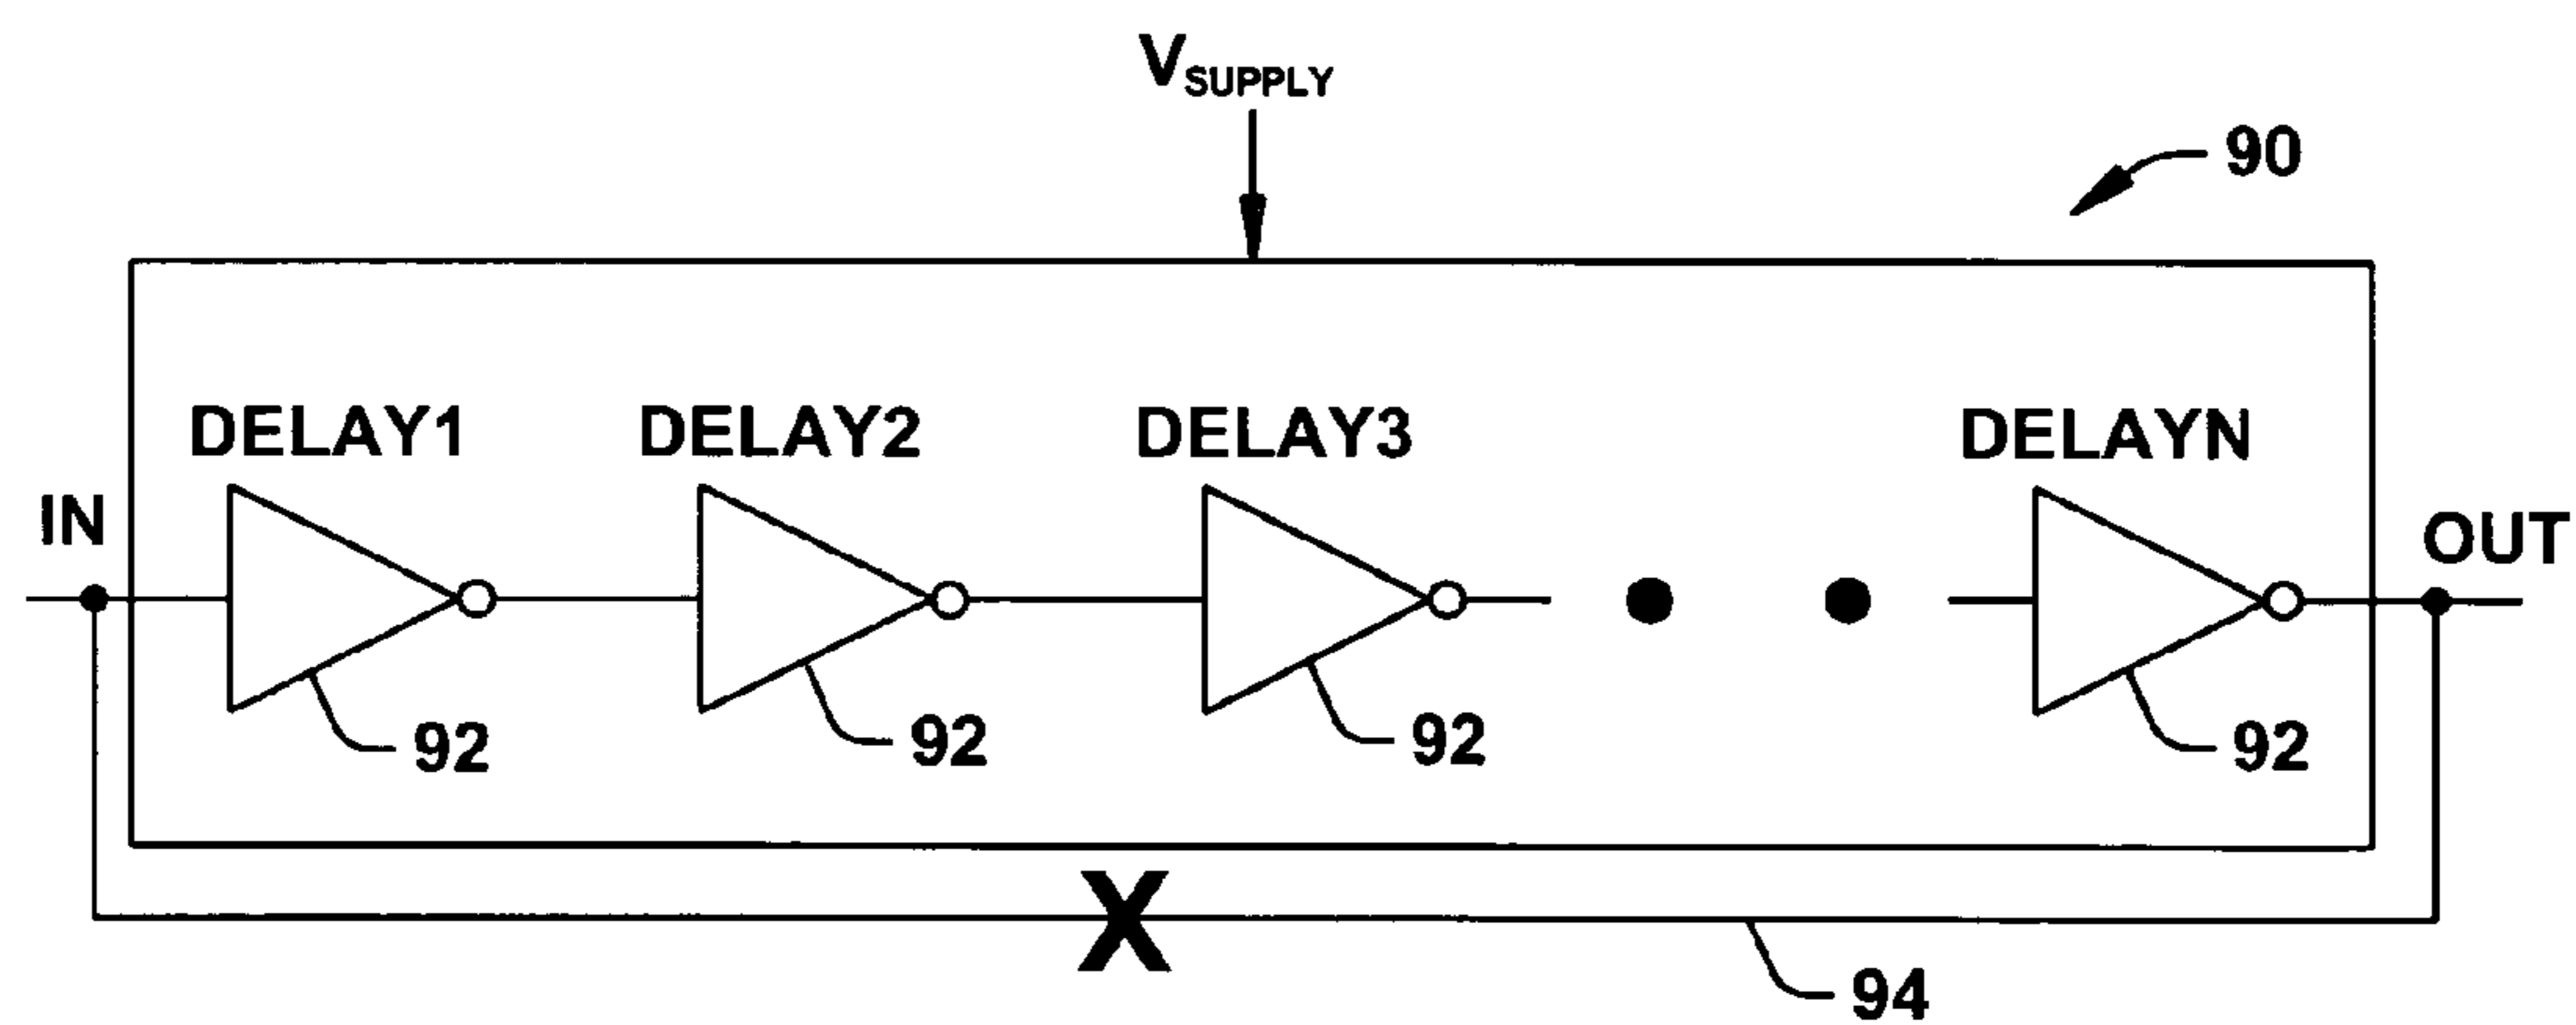 VSUPPLY
90
DELAY1 DELAY2 DELAY3 DELAYN
IN OUT
92 92 92 92
X
94